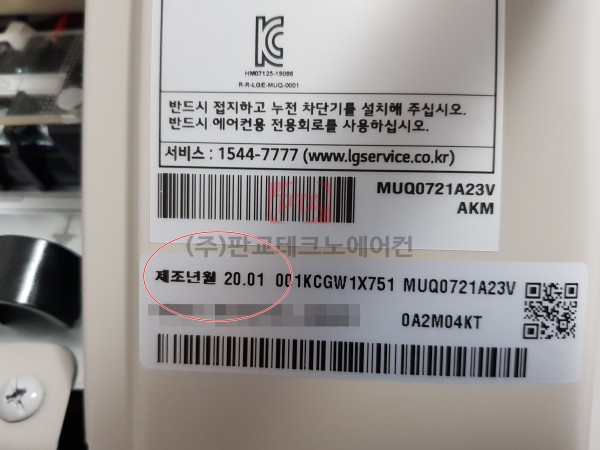 HM07125-19086
R-R-LGE-MUQ-0001
반드시 접지하고 누전 차단기를 설치해 주십시오.
반드시 에어컨용 전용회로를 사용하십시오.
서비스 : 1544-7777 (www.lgservice.co.kr)
MUQ0721A23V
AKM
(주)판교테크노에어컨
제조년월 20.01 001KCGW1X751 MUQ0721A23V
0A2M04KT